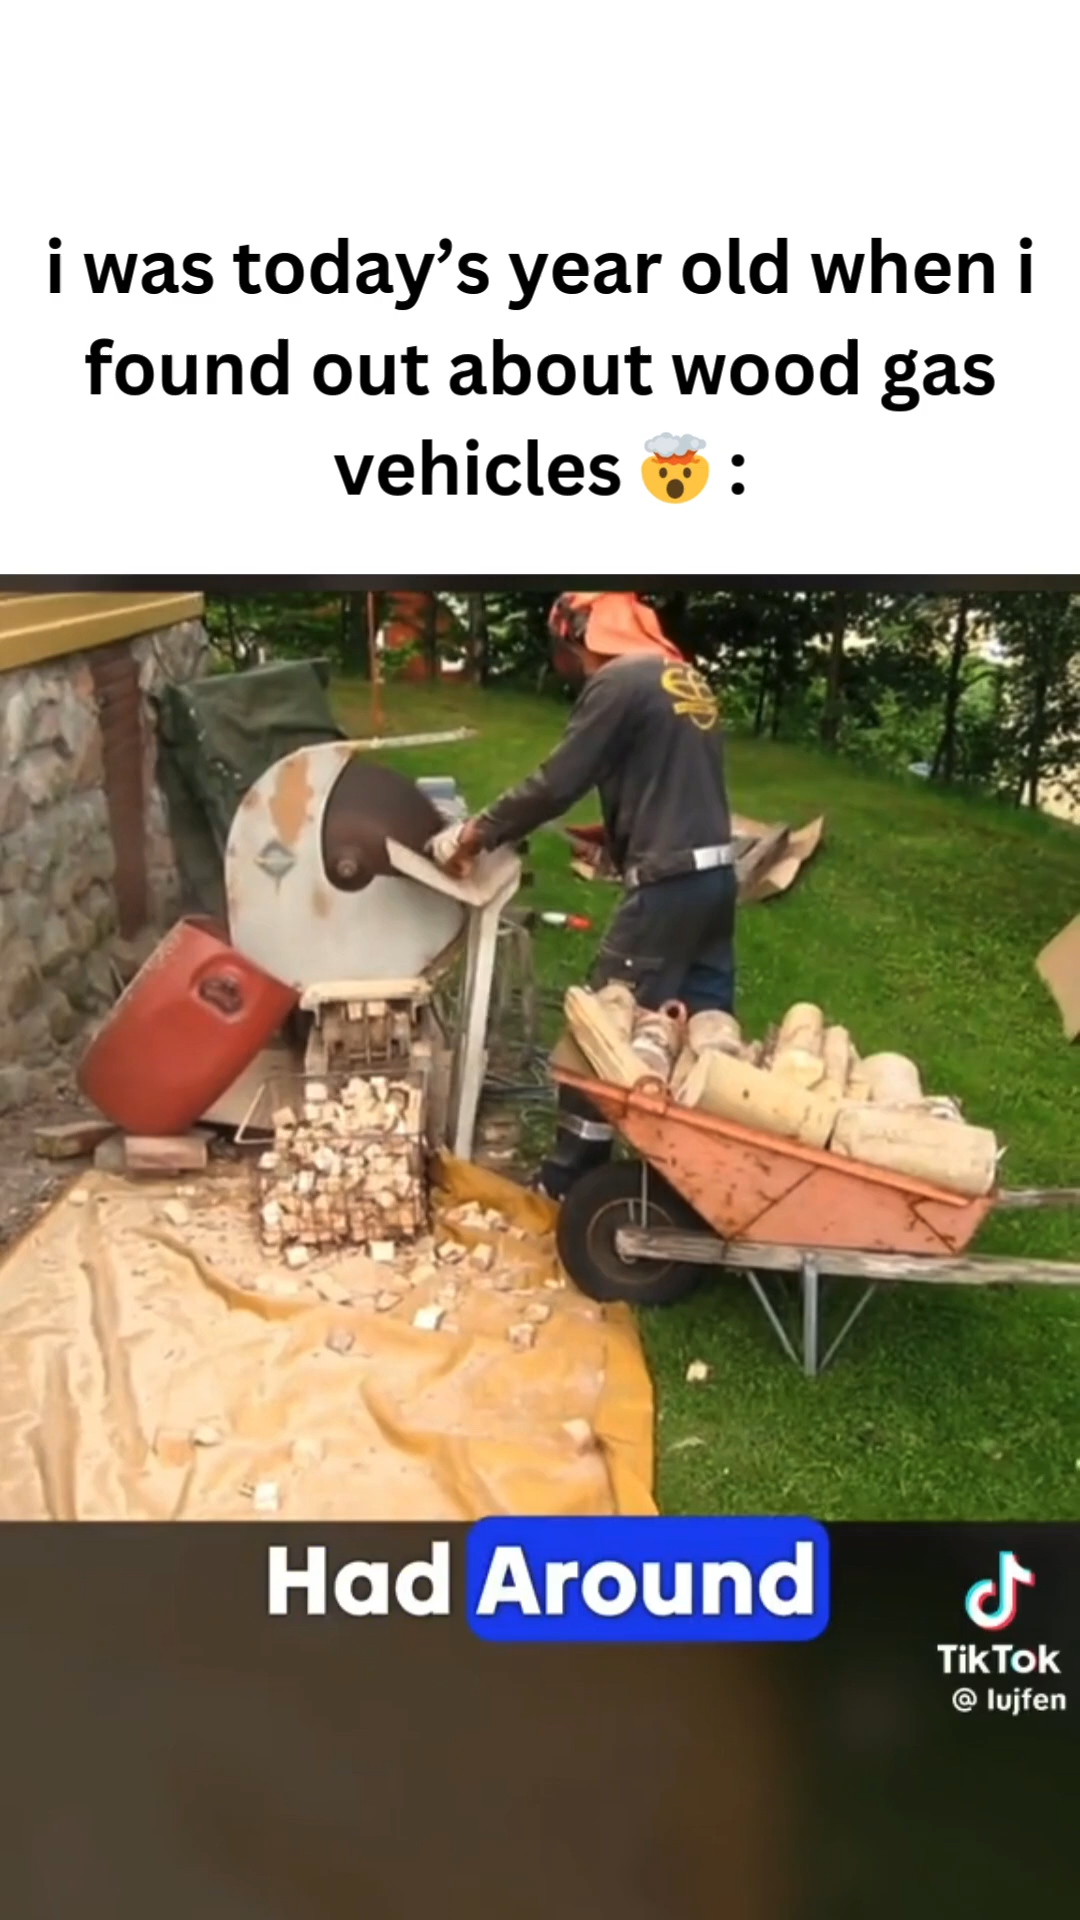 i was today’s year old when i
found out about wood gas
vehicles 🤯 :
Had Around
TikTok
@ lujfen